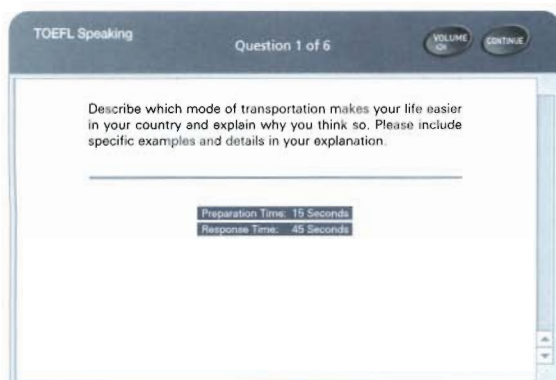 TOEFL Speaking
Question 1 of 6
VOLUME
CONTINUE
Describe which mode of transportation makes your life easier
in your country and explain why you think so. Please include
specific examples and details in your explanation.
Preparation Time: 15 Seconds
Response Time: 45 Seconds